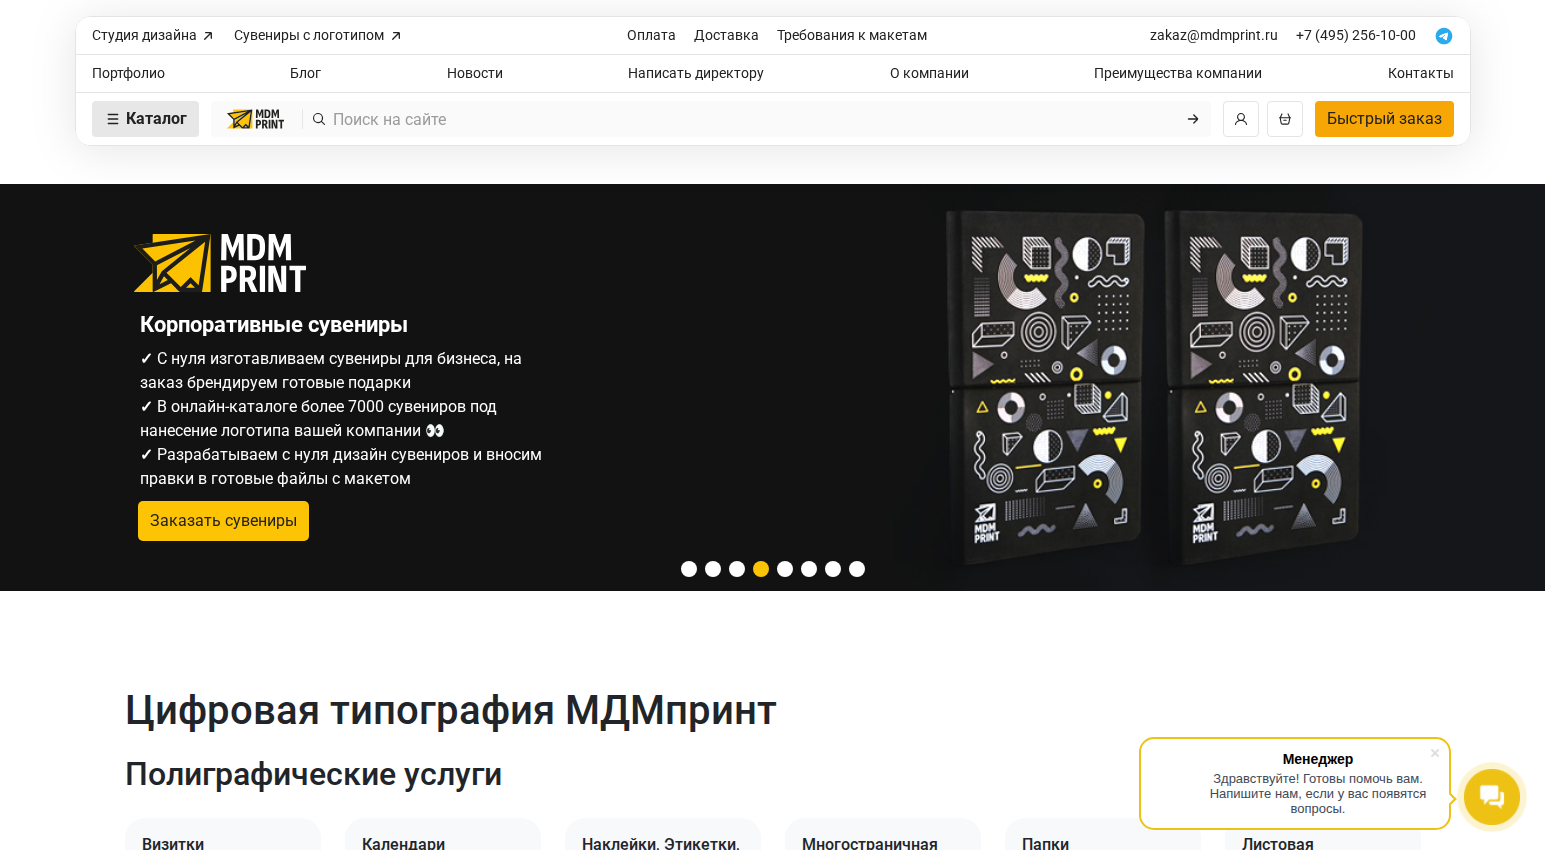 Студия дизайна
Сувениры с логотипом
Оплата
Доставка
Требования к макетам
zakaz@mdmprint.ru
+7 (495) 256-10-00
Портфолио
Блог
Новости
Написать директору
О компании
Преимущества компании
Контакты
Каталог
MDM
PRINT
Поиск на сайте
Быстрый заказ
MDM
PRINT
Корпоративные сувениры
✓ С нуля изготавливаем сувениры для бизнеса, на
заказ брендируем готовые подарки
✓ В онлайн-каталоге более 7000 сувениров под
нанесение логотипа вашей компании 👀
✓ Разрабатываем с нуля дизайн сувениров и вносим
правки в готовые файлы с макетом
Заказать сувениры
MDM
PRINT
MDM
PRINT
Цифровая типография МДМпринт
Полиграфические услуги
Менеджер
Здравствуйте! Готовы помочь вам.
Напишите нам, если у вас появятся
вопросы.
Визитки
Календари
Наклейки. Этикетки.
Многостраничная
Папки
Листовая